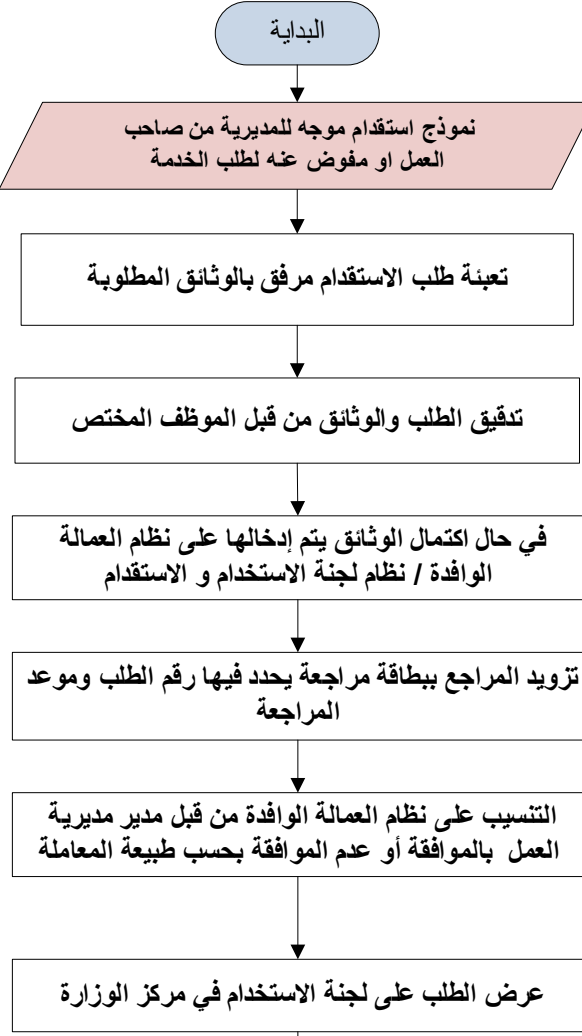 البداية
نموذج استقدام موجه للمديرية من صاحب
العمل او مفوض عنه لطلب الخدمة
تعبئة طلب الاستقدام مرفق بالوثائق المطلوبة
تدقيق الطلب والوثائق من قبل الموظف المختص
في حال اكتمال الوثائق يتم إدخالها على نظام العمالة
الوافدة / نظام لجنة الاستخدام و الاستقدام
تزويد المراجع ببطاقة مراجعة يحدد فيها رقم الطلب وموعد
المراجعة
التنسيب على نظام العمالة الوافدة من قبل مدير مديرية
العمل بالموافقة أو عدم الموافقة بحسب طبيعة المعاملة
عرض الطلب على لجنة الاستخدام في مركز الوزارة